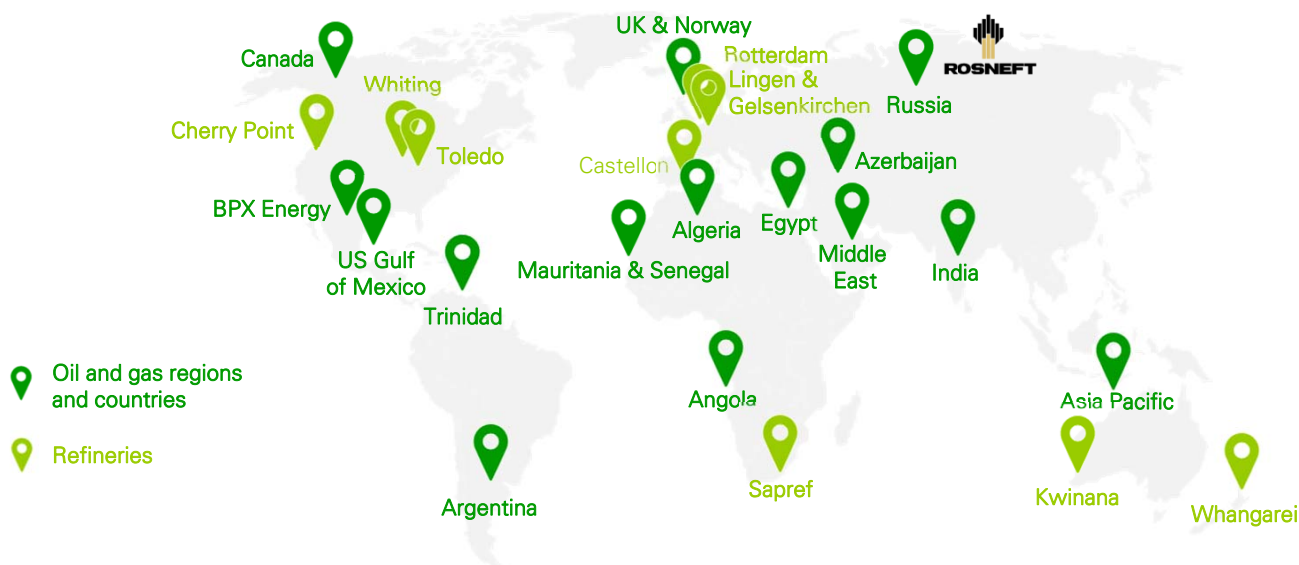 UK & Norway
Canada
Rotterdam
ROSNEFT
Whiting
Lingen &
Gelsenkirchen
Russia
Cherry Point
Toledo
Castellon
Azerbaijan
BPX Energy
Algeria
Egypt
US Gulf
of Mexico
Mauritania & Senegal
Middle
East
India
Trinidad
Oil and gas regions
and countries
Angola
Asia Pacific
Refineries
Sapref
Kwinana
Argentina
Whangarei